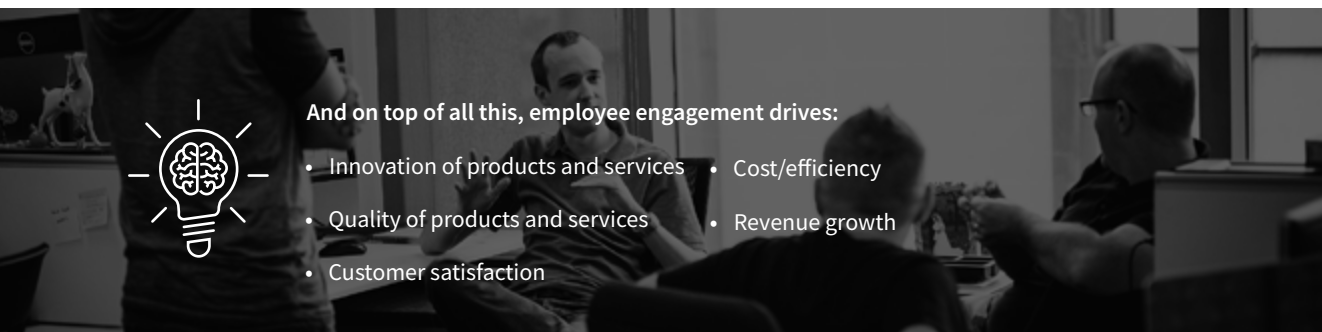 And on top of all this, employee engagement drives:
• Innovation of products and services
• Quality of products and services
• Customer satisfaction
• Cost/efficiency
• Revenue growth